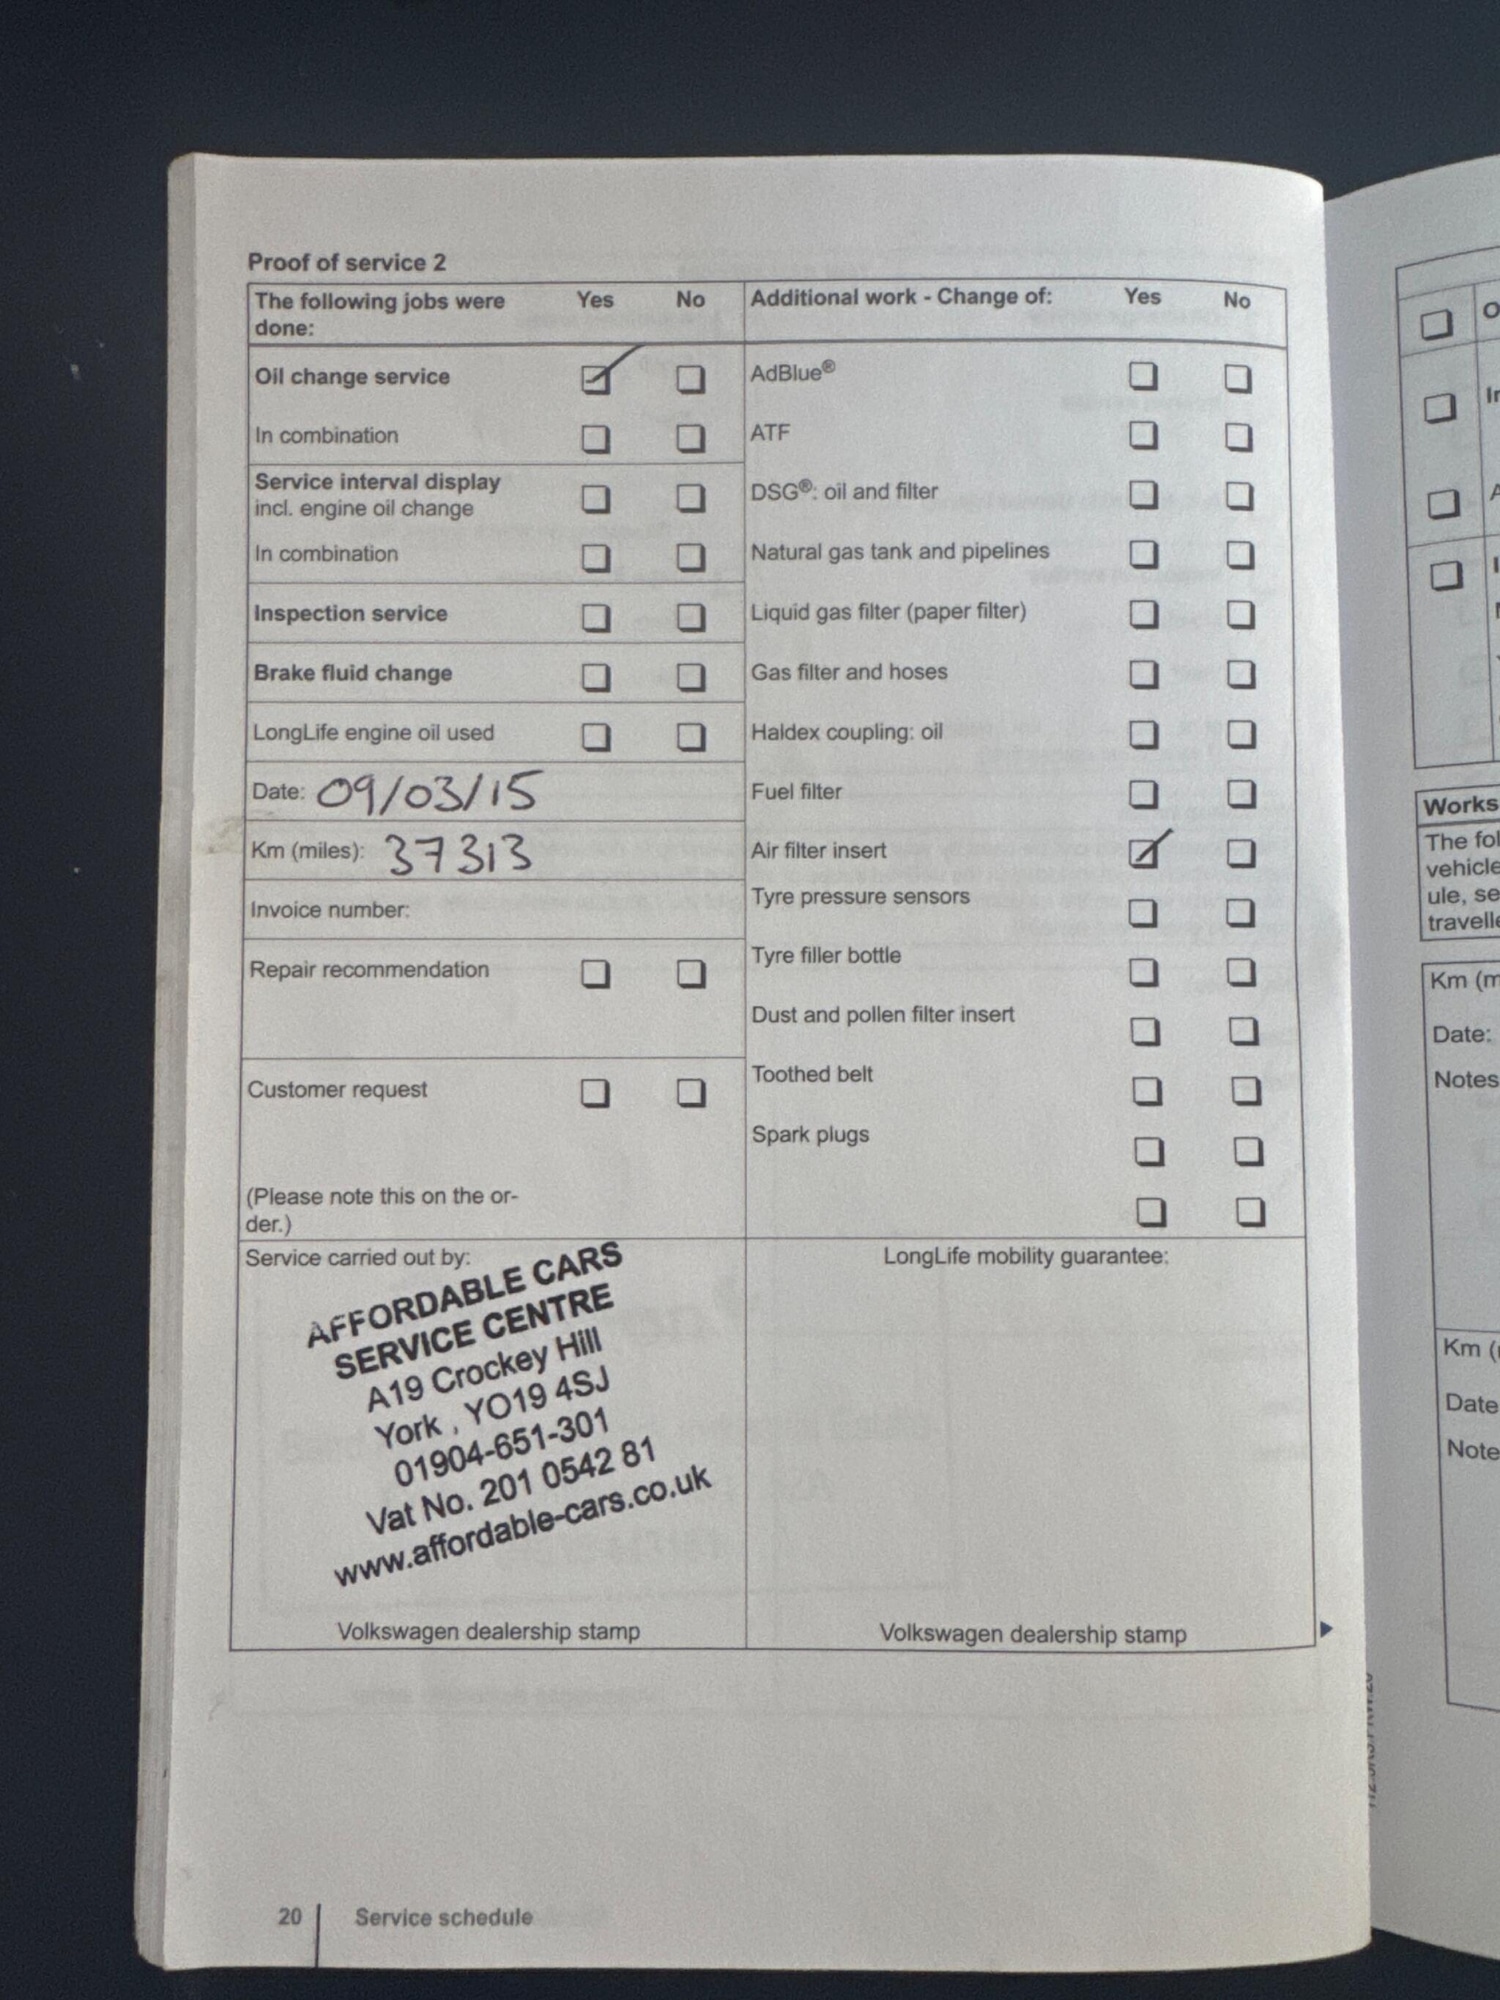 Proof of service 2
The following jobs were Yes No
done:
Oil change service
In combination
Service interval display
incl. engine oil change
In combination
Inspection service
Brake fluid change
LongLife engine oil used
Date: 09/03/15
Km (miles): 37313
Invoice number:
Repair recommendation
Customer request
(Please note this on the or-
der.)
Additional work - Change of: Yes No
AdBlue®
ATF
DSG®: oil and filter
Natural gas tank and pipelines
Liquid gas filter (paper filter)
Gas filter and hoses
Haldex coupling: oil
Fuel filter
Air filter insert
Tyre pressure sensors
Tyre filler bottle
Dust and pollen filter insert
Toothed belt
Spark plugs
Service carried out by:
AFFORDABLE CARS
SERVICE CENTRE
A19 Crockey Hill
York , YO19 4SJ
01904-651-301
Vat No. 201 0542 81
www.affordable-cars.co.uk
Volkswagen dealership stamp
LongLife mobility guarantee:
Volkswagen dealership stamp
20 Service schedule
Works
The fol
vehicle
ule, se
travelle
Km (m
Date:
Notes
Km (
Date
Note